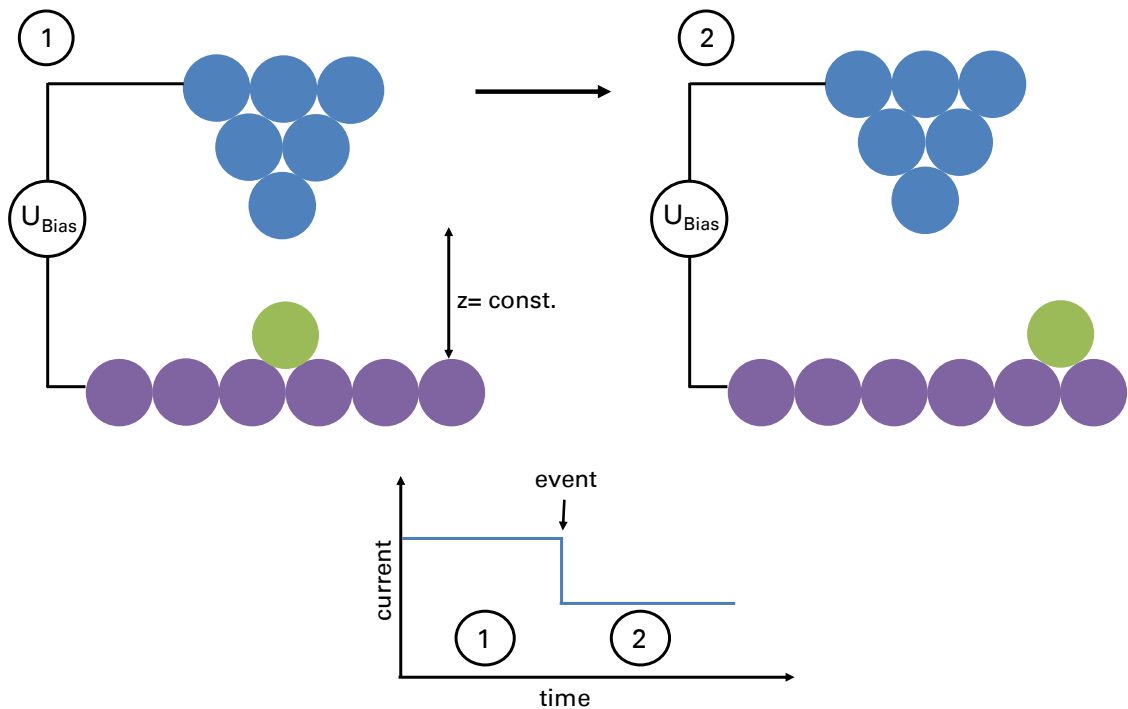 1
2
U_Bias
U_Bias
z= const.
event
current
1
2
time